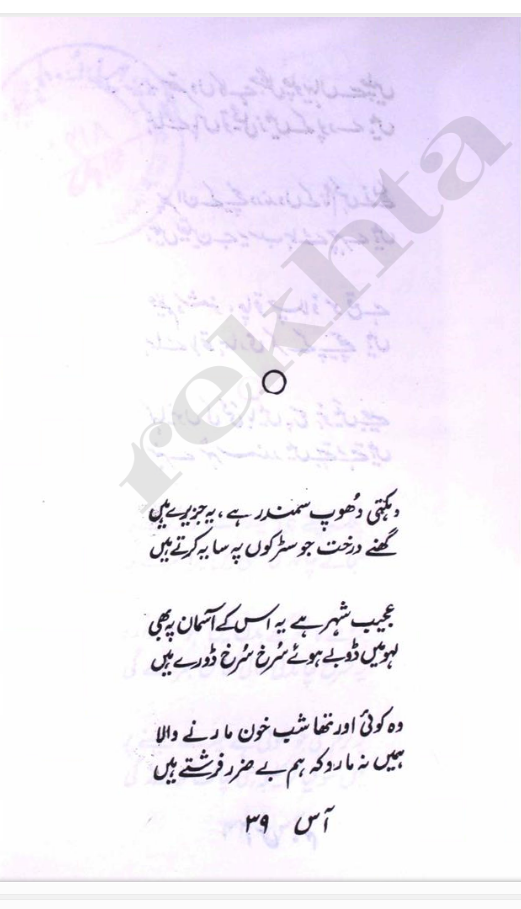 rekhta
دہکتی دُھوپ سمندر ہے، یہ جزیرے ہیں
گھنے درخت جو سڑکوں پہ سایہ کرتے ہیں
عجیب شہر ہے یہ اس کے آسمان پہ بھی
لہو میں ڈوبے ہوئے سُرخ سُرخ ڈورے ہیں
وہ کوئی اور تھا شب خون مارنے والا
ہمیں نہ مارو کہ ہم بے ضرر فرشتے ہیں
آس ۳۹